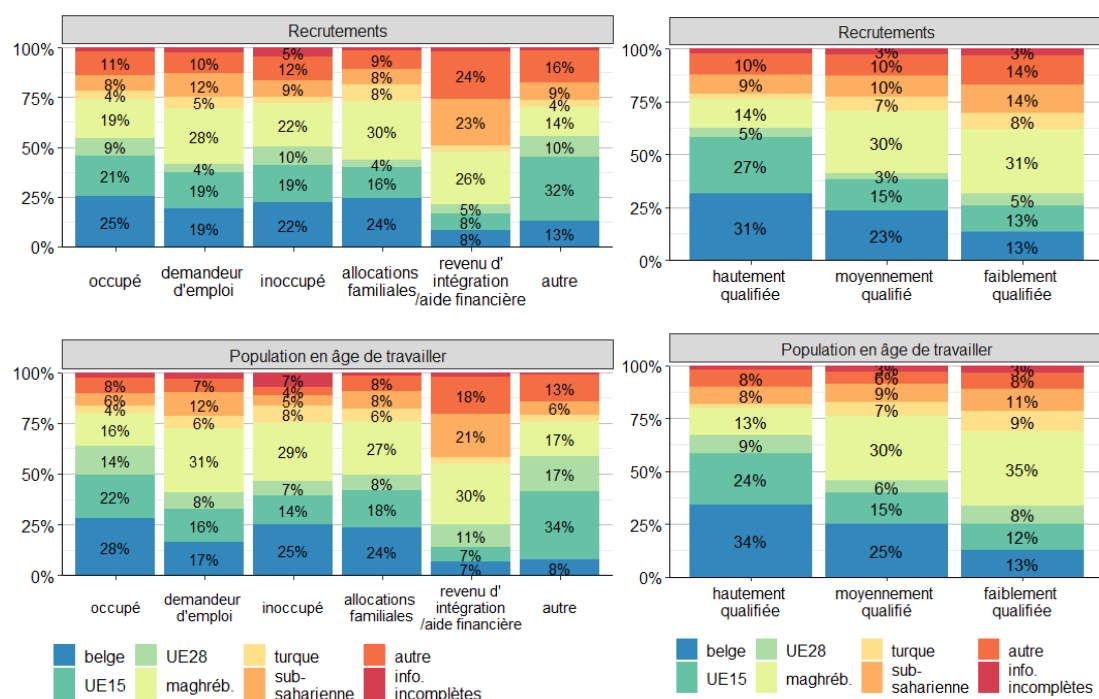 Recrutements
100%
75%
50%
25%
0%
11% 10% 5% 9% 24% 16%
8% 12% 12% 8% 23% 9%
4% 5% 9% 8% 26% 4%
19% 28% 22% 30% 5% 14%
9% 4% 10% 4% 8% 10%
21% 19% 19% 16% 8% 32%
25% 19% 22% 24% 13%
occupé demandeur inoccupé allocations revenu d' autre
d'emploi familiales intégration
/aide financière
Recrutements
100%
75%
50%
25%
0%
10% 3% 3%
9% 10% 14%
14% 10% 14%
5% 7% 8%
27% 30% 31%
31% 3% 5%
15% 13%
23% 13%
hautement moyennement faiblement
qualifiée qualifié qualifiée
Population en âge de travailler
100%
75%
50%
25%
0%
8% 7% 7% 8% 18% 13%
6% 12% 4% 8% 21% 6%
4% 6% 5% 6% 30% 17%
16% 31% 8% 27% 11% 17%
14% 8% 29% 8% 7% 34%
22% 16% 7% 18% 7% 8%
28% 17% 14% 24%
25%
occupé demandeur inoccupé allocations revenu d' autre
d'emploi familiales intégration
/aide financière
Population en âge de travailler
100%
75%
50%
25%
0%
8% 3% 3%
8% 6% 8%
13% 9% 11%
9% 7% 9%
24% 30% 35%
34% 6% 8%
15% 12%
25% 13%
hautement moyennement faiblement
qualifiée qualifié qualifiée
belge UE28 turque autre
UE15 maghréb. sub- info.
saharienne incomplètes
belge UE28 turque autre
UE15 maghréb. sub- info.
saharienne incomplètes